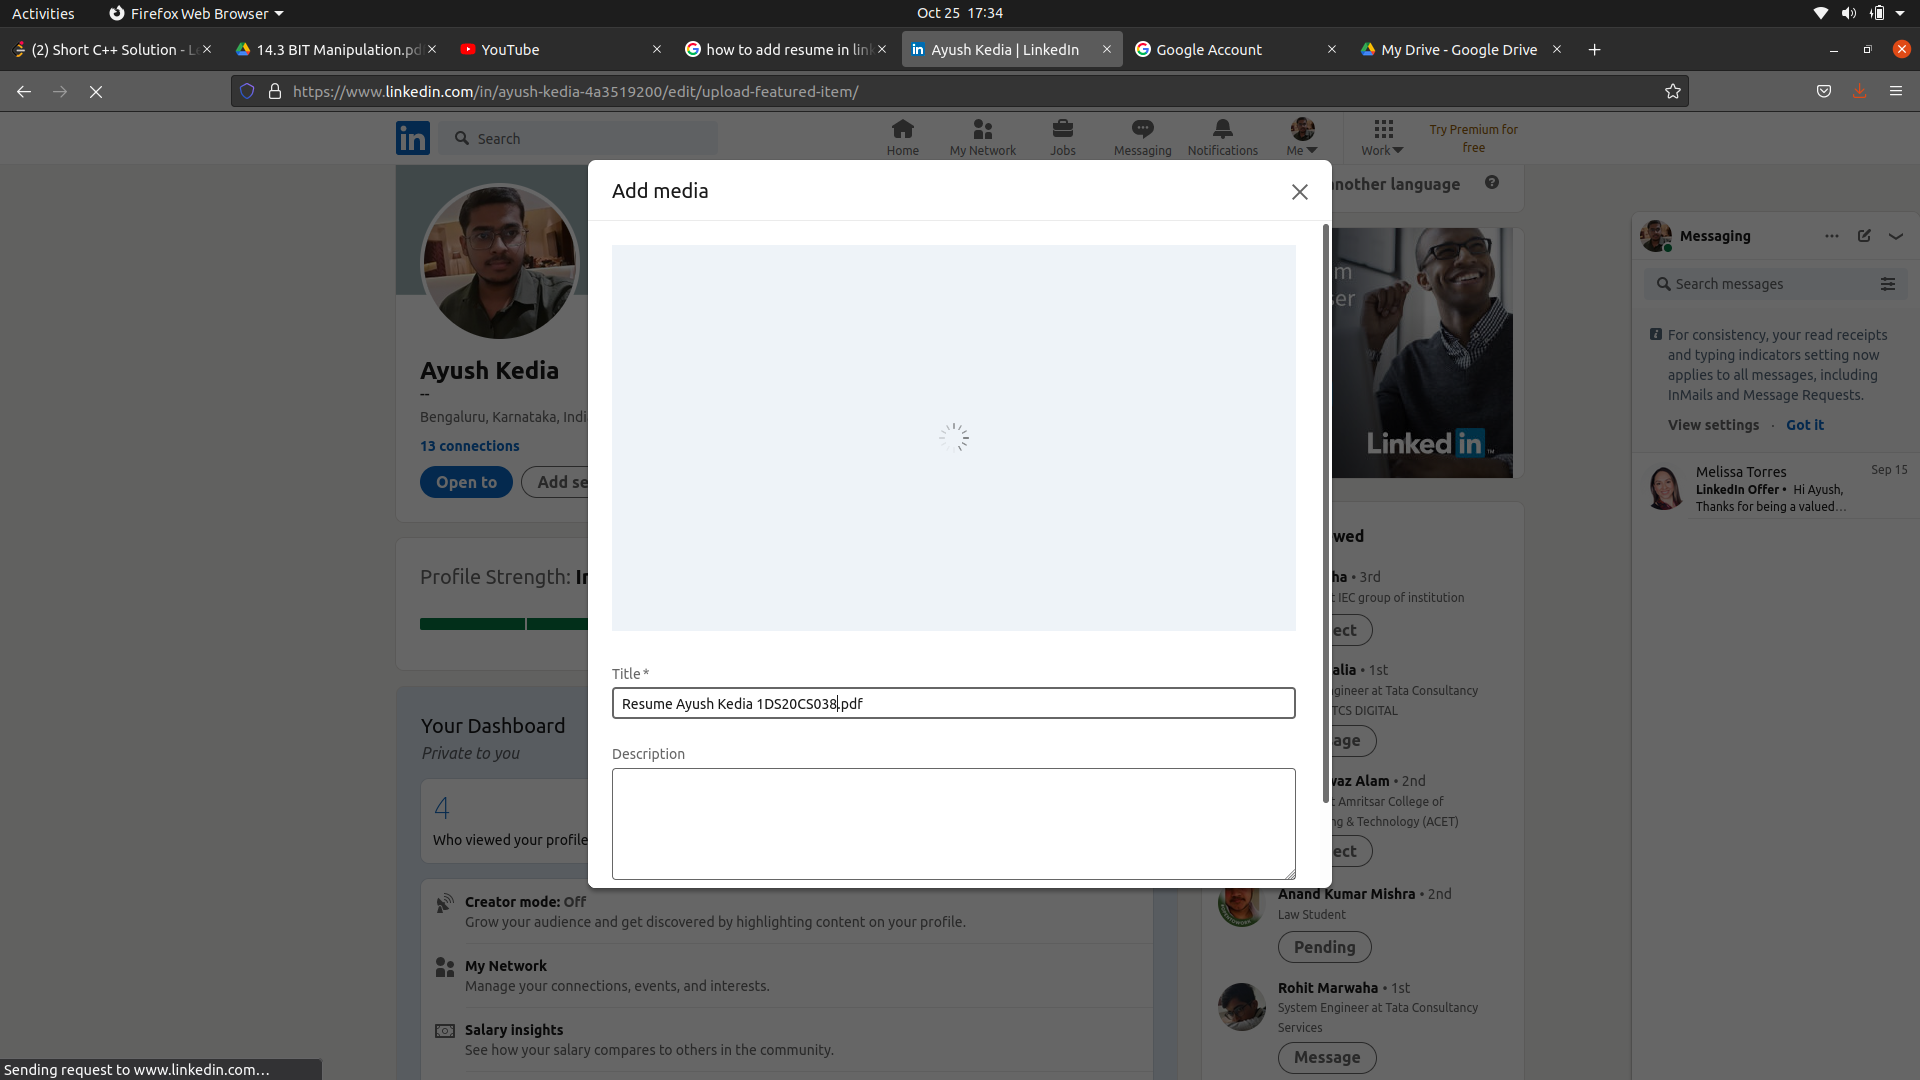 Activities
Firefox Web Browser
Oct 25 17:34
(2) Short C++ Solution - L
14.3 BIT Manipulation.pd
YouTube
how to add resume in link
Ayush Kedia | LinkedIn
Google Account
My Drive - Google Drive
https://www.linkedin.com/in/ayush-kedia-4a3519200/edit/upload-featured-item/
in
Search
Home
My Network
Jobs
Messaging
Notifications
Me
Work
Try Premium for
free
Add media
Title*
Resume Ayush Kedia 1DS20CS038.pdf
Description
Ayush Kedia
--
Bengaluru, Karnataka, Indi
13 connections
Open to
Add se
Profile Strength: In
Your Dashboard
Private to you
4
Who viewed your profile
Creator mode: Off
Grow your audience and get discovered by highlighting content on your profile.
My Network
Manage your connections, events, and interests.
Salary insights
See how your salary compares to others in the community.
nother language
m
ser
Linked in
wed
ha • 3rd
t IEC group of institution
ect
alia • 1st
gineer at Tata Consultancy
TCS DIGITAL
age
waz Alam • 2nd
t Amritsar College of
ng & Technology (ACET)
ect
Anand Kumar Mishra • 2nd
Law Student
Pending
Rohit Marwaha • 1st
System Engineer at Tata Consultancy
Services
Message
Messaging
Search messages
For consistency, your read receipts
and typing indicators setting now
applies to all messages, including
InMails and Message Requests.
View settings · Got it
Melissa Torres
Sep 15
LinkedIn Offer • Hi Ayush,
Thanks for being a valued...
Sending request to www.linkedin.com…